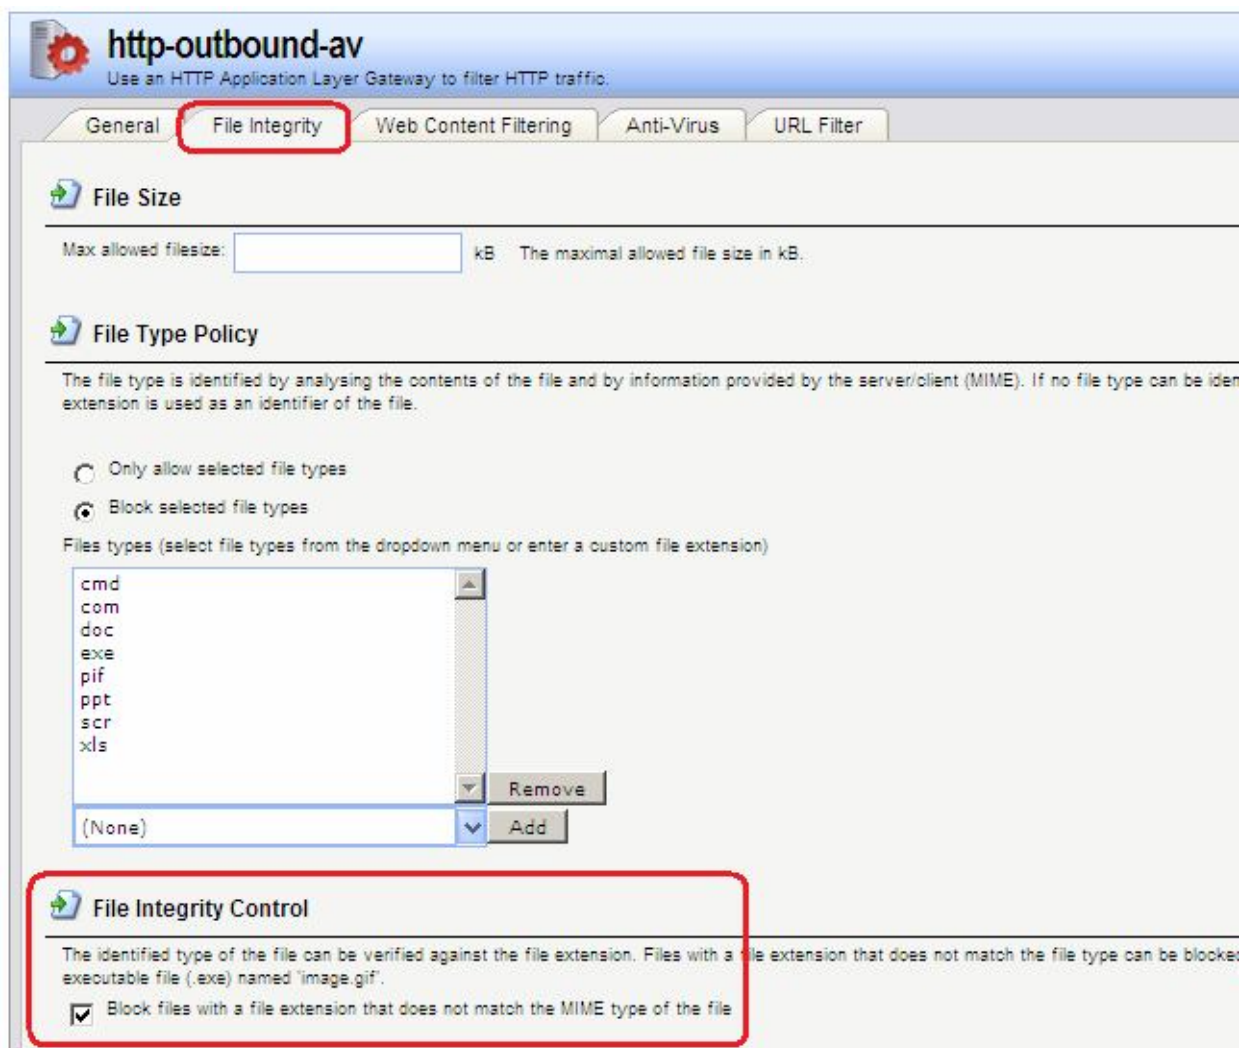 http-outbound-av
Use an HTTP Application Layer Gateway to filter HTTP traffic.
General File Integrity Web Content Filtering Anti-Virus URL Filter
File Size
Max allowed filesize: kB The maximal allowed file size in kB.
File Type Policy
The file type is identified by analysing the contents of the file and by information provided by the server/client (MIME). If no file type can be
extension is used as an identifier of the file.
Only allow selected file types
Block selected file types
Files types (select file types from the dropdown menu or enter a custom file extension)
cmd
com
doc
exe
pif
ppt
scr
xls
Remove
(None) Add
File Integrity Control
The identified type of the file can be verified against the file extension. Files with a file extension that does not match the file type can be blocked
executable file (.exe) named 'image.gif'.
Block files with a file extension that does not match the MIME type of the file